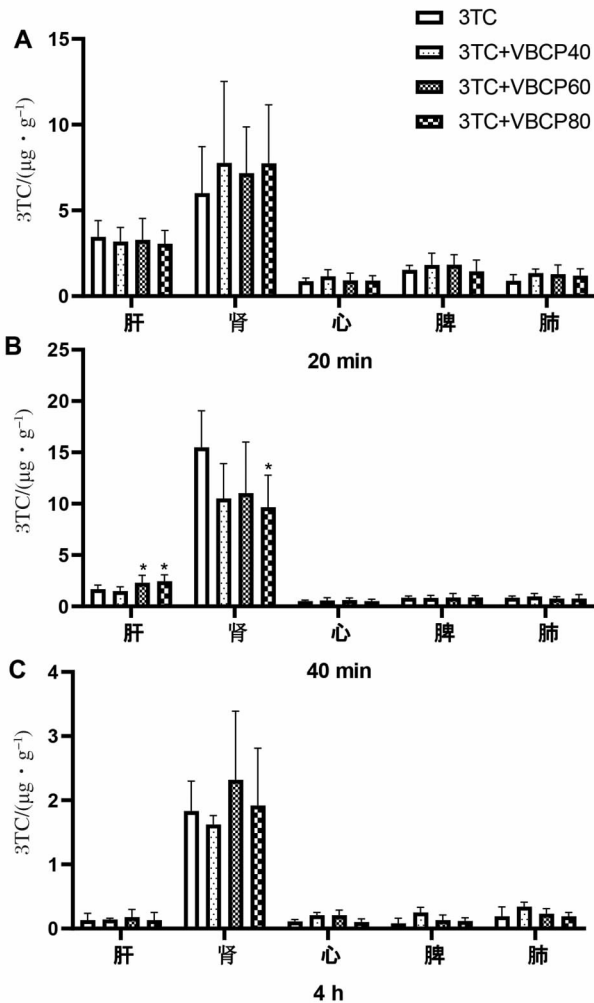 3TC
3TC+VBCP40
3TC+VBCP60
3TC+VBCP80
A
3TC/(μg·g⁻¹)
15
10
5
0
肝 肾 心 脾 肺
20 min
B
3TC/(μg·g⁻¹)
25
20
15
10
5
0
* * *
肝 肾 心 脾 肺
40 min
C
3TC/(μg·g⁻¹)
4
3
2
1
0
肝 肾 心 脾 肺
4 h